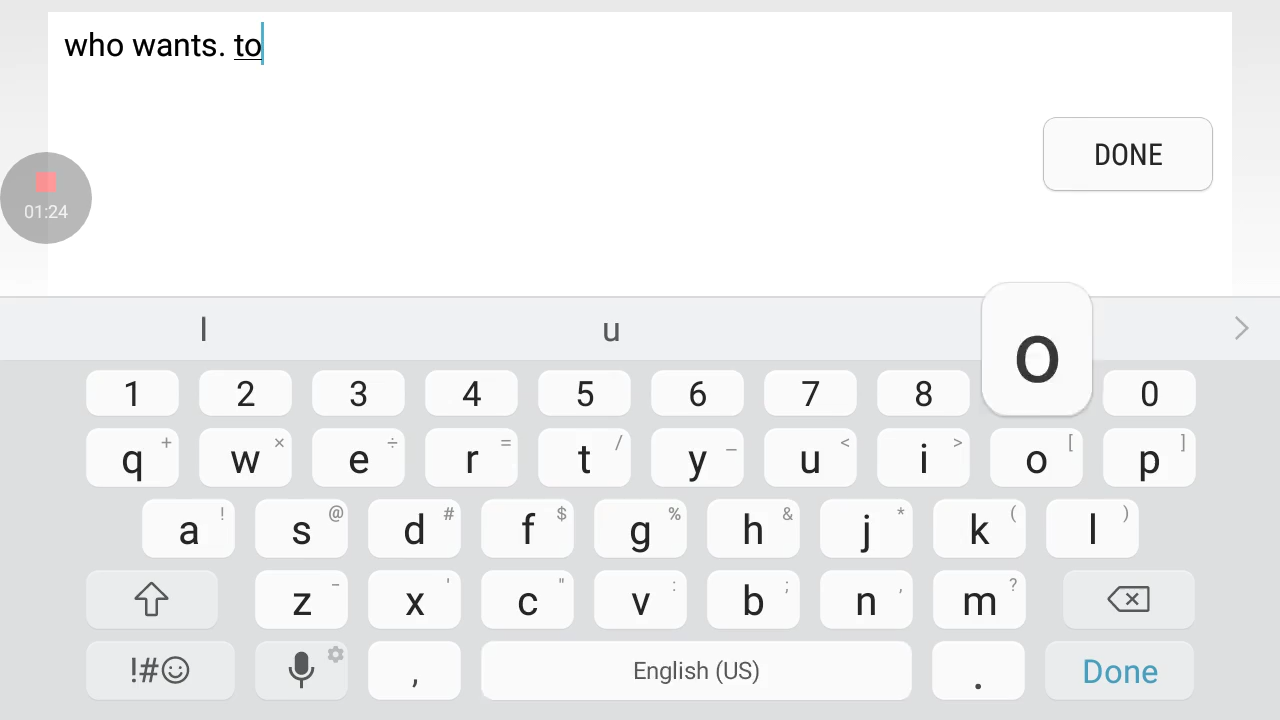 who wants. to
DONE
01:24
l u
1 2 3 4 5 6 7 8 0
o
q + w × e ÷ r = t / y _ u < i > o [ p ]
a ! s @ d # f $ g % h & j * k ( l )
z - x ' c " v : b ; n , m ?
!#☺ , English (US) . Done